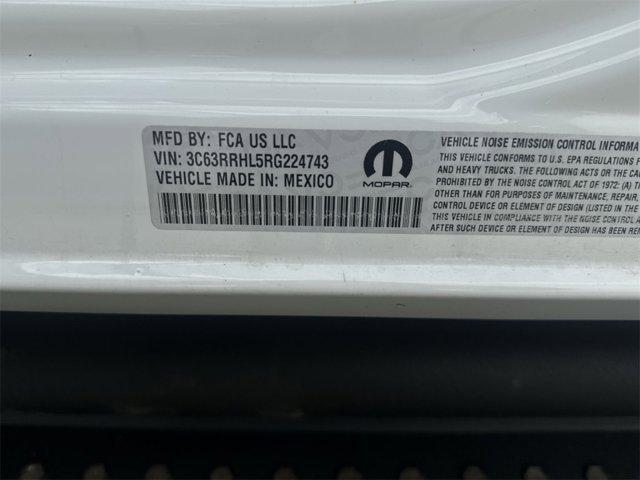 MFD BY: FCA US LLC
VIN: 3C63RRHL5RG224743
VEHICLE MADE IN: MEXICO
MOPAR
VEHICLE NOISE EMISSION CONTROL INFORMA
THIS VEHICLE CONFORMS TO U.S. EPA REGULATIONS F
AND HEAVY TRUCKS. THE FOLLOWING ACTS OR THE CA
PROHIBITED BY THE NOISE CONTROL ACT OF 1972: (A) T
OTHER THAN FOR PURPOSES OF MAINTENANCE, REPAIR,
CONTROL DEVICE OR ELEMENT OF DESIGN (LISTED IN THE
THIS VEHICLE IN COMPLIANCE WITH THE NOISE CONTROL A
AFTER SUCH DEVICE OR ELEMENT OF DESIGN HAS BEEN REM